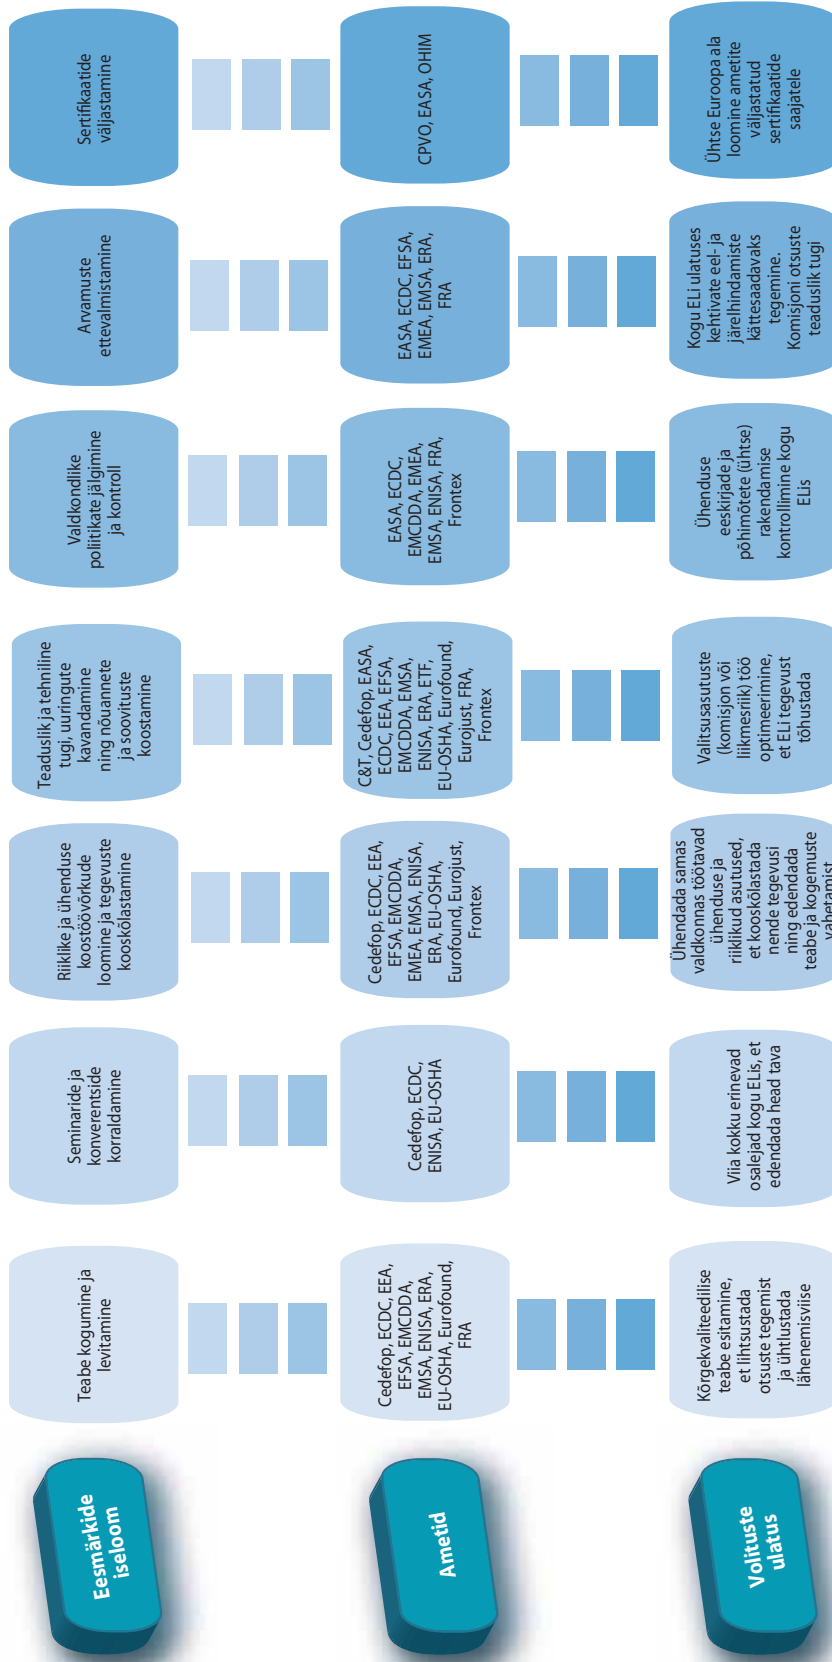 Eesmärkide
iseloom
Teabe kogumine ja
levitamine
Seminaride ja
konverentside
korraldamine
Riiklike ja ühenduse
koostöövõrkude
loomine ja tegevuste
kooskõlastamine
Teaduslik ja tehniline
tugi, uuringute
kavandamine
ning nõuannete
ja soovituste
koostamine
Valdkondlike
poliitikate jälgimine
ja kontroll
Arvamuste
ettevalmistamine
Sertifikaatide
väljastamine
Ametid
Cedefop, ECDC, EEA,
EFSA, EMCDDA,
EMSA, ENISA, ERA,
EU-OSHA, Eurofound,
FRA
Cedefop, ECDC,
ENISA, EU-OSHA
Cedefop, ECDC, EEA,
EFSA, EMCDDA,
EMEA, EMSA, ENISA,
ERA, EU-OSHA,
Eurofound, Eurojust,
Frontex
C&T, Cedefop, EASA,
ECDC, EEA, EFSA,
EMCDDA, EMSA,
ENISA, ERA, ETF,
EU-OSHA, Eurofound,
Eurojust, FRA,
Frontex
EASA, ECDC,
EMCDDA, EMEA,
EMSA, ENISA, FRA,
Frontex
EASA, ECDC, EFSA,
EMEA, EMSA, ERA,
FRA
CPVO, EASA, OHIM
Volituste
ulatus
Kõrgekvaliteedilise
teabe esitamine,
et lihtsustada
otsuste tegemist
ja ühtlustada
lähenemisviise
Viia kokku erinevad
osalejad kogu ELis, et
edendada head tava
Ühendada samas
valdkonnas töötavad
ühenduse ja
riiklikud asutused,
et kooskõlastada
nende tegevusi
ning edendada
teabe ja kogemuste
vahetamist
Valitsusasutuste
(komisjon või
liikmesriik) töö
optimeerimine,
et ELi tegevust
tõhustada
Ühenduse
eeskirjade ja
põhimõtete (ühtse)
rakendamise
kontrollimine kogu
ELis
Kogu ELi ulatuses
kehtivate eel- ja
järelhindamiste
kättesaadavaks
tegemine.
Komisjoni otsuste
teaduslik tugi
Ühtse Euroopa ala
loomine ametite
väljastatud
sertifikaatide
saajatele